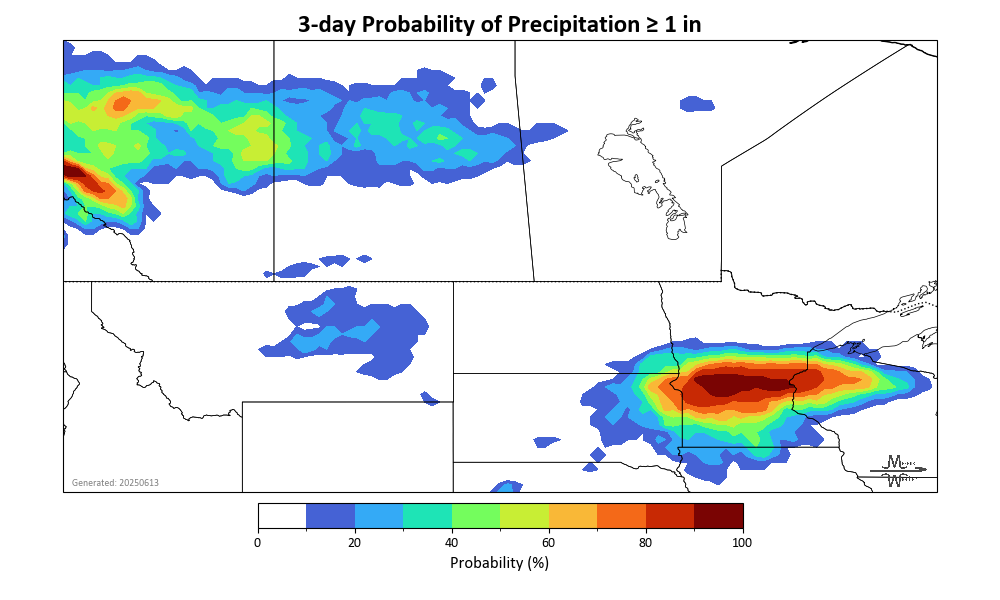 3-day Probability of Precipitation ≥ 1 in
Generated: 20250613
0 20 40 60 80 100
Probability (%)